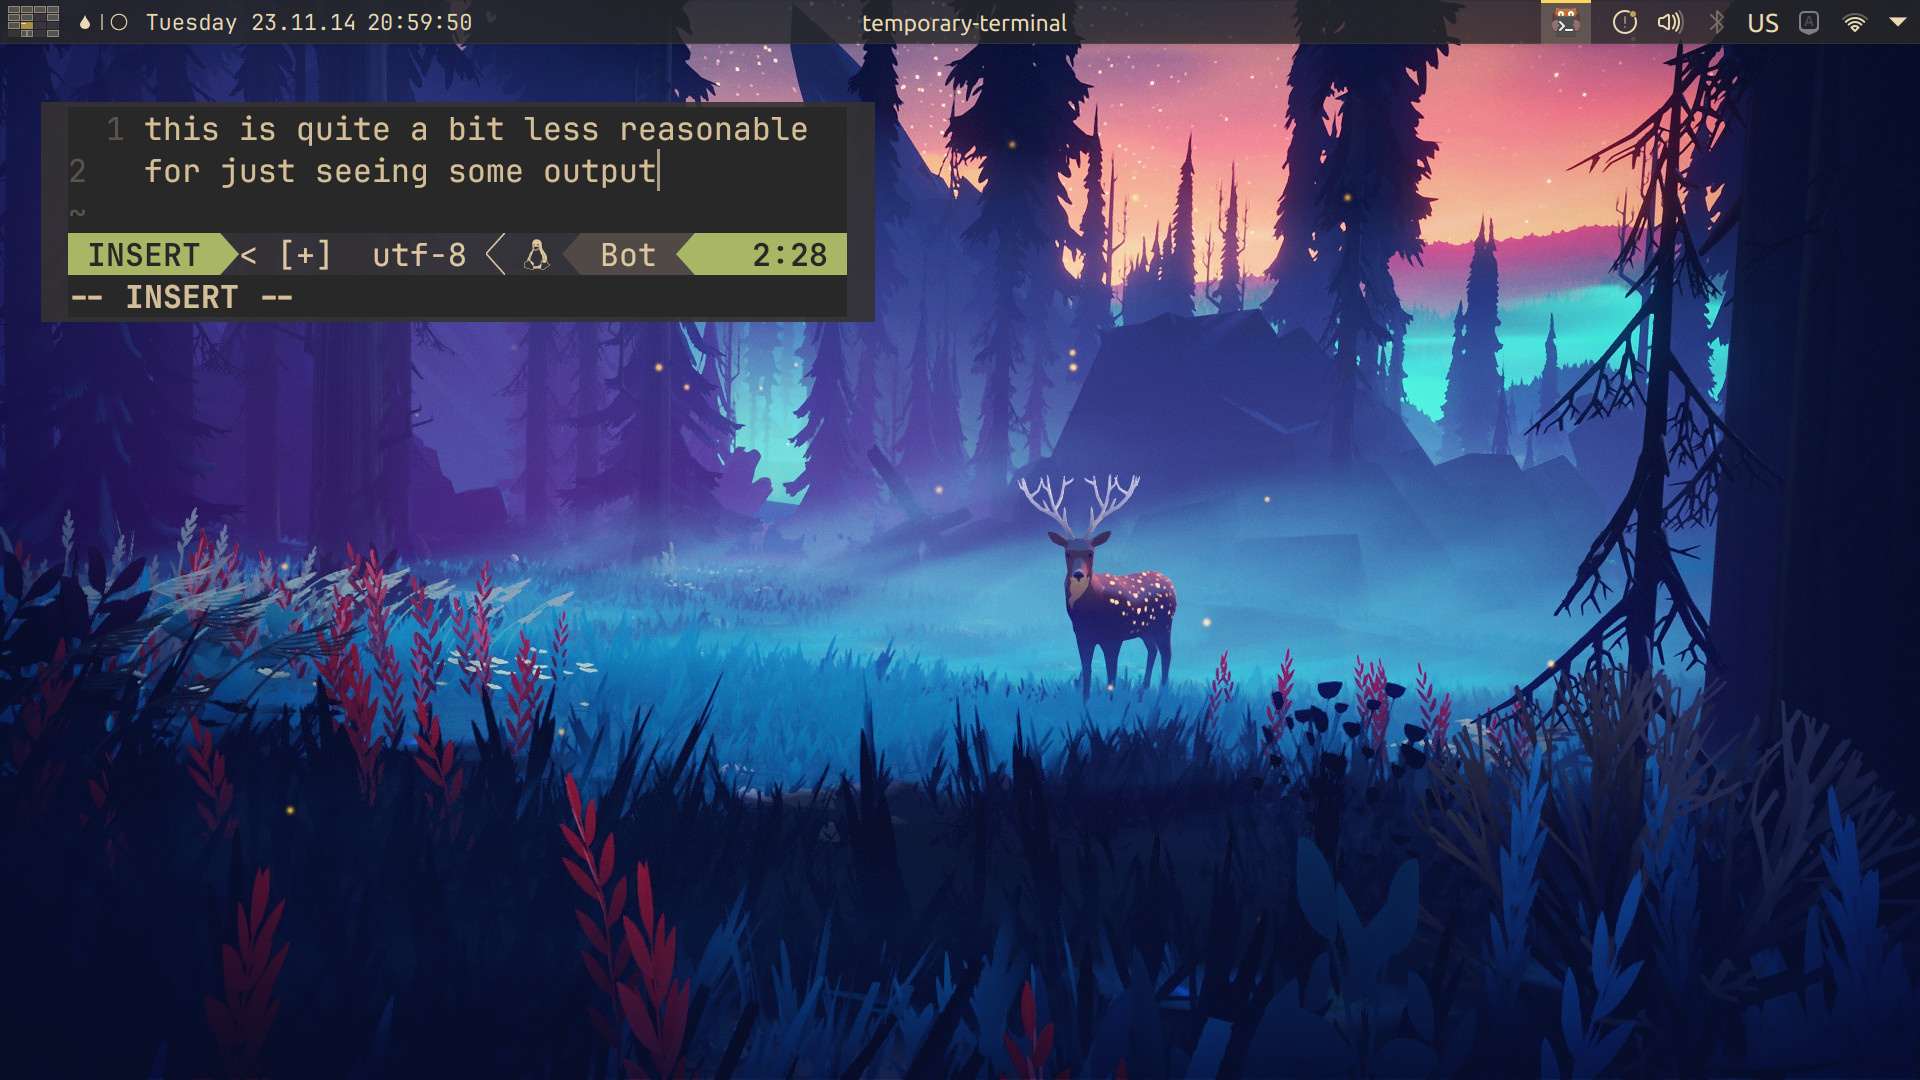 Tuesday 23.11.14 20:59:50
temporary-terminal
US
A
1 this is quite a bit less reasonable
2 for just seeing some output
~
INSERT < [+] utf-8 Bot 2:28
-- INSERT --